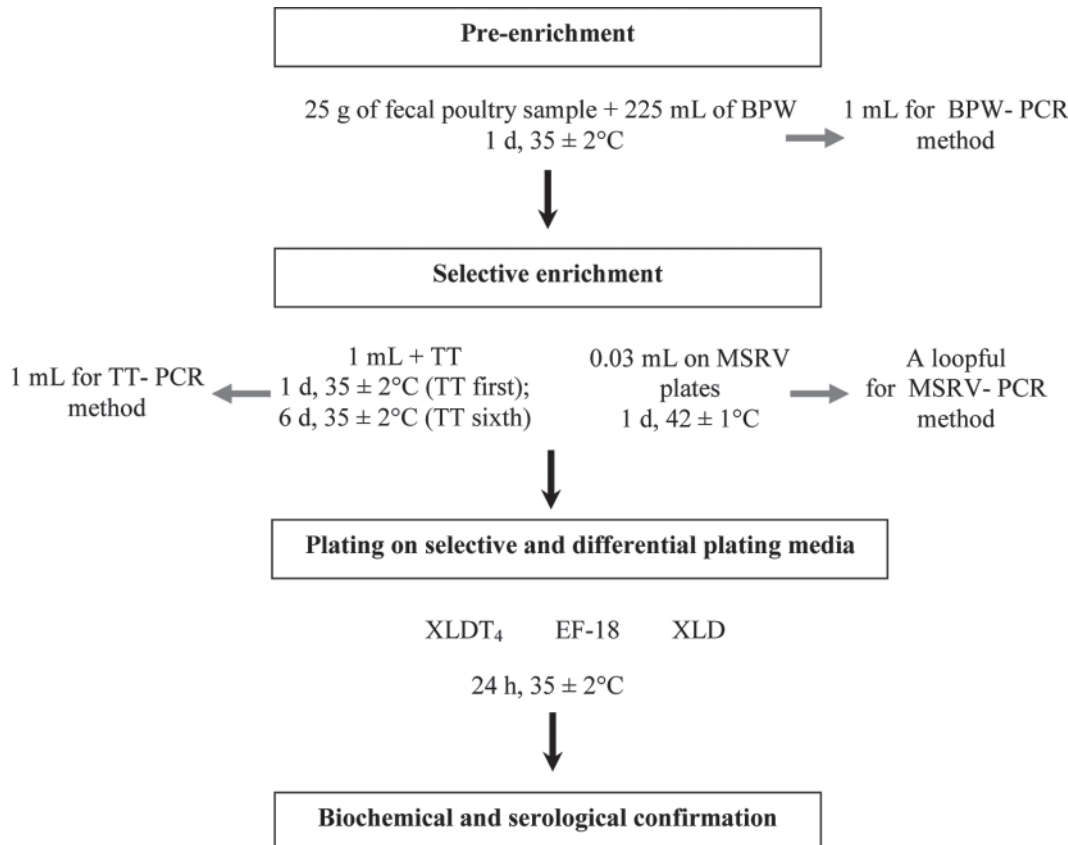 Pre-enrichment
25 g of fecal poultry sample + 225 mL of BPW
1 d, 35 ± 2°C
1 mL for BPW- PCR
method
Selective enrichment
1 mL for TT- PCR
method
1 mL + TT
1 d, 35 ± 2°C (TT first);
6 d, 35 ± 2°C (TT sixth)
0.03 mL on MSRV
plates
1 d, 42 ± 1°C
A loopful
for MSRV- PCR
method
Plating on selective and differential plating media
XLDT₄ EF-18 XLD
24 h, 35 ± 2°C
Biochemical and serological confirmation